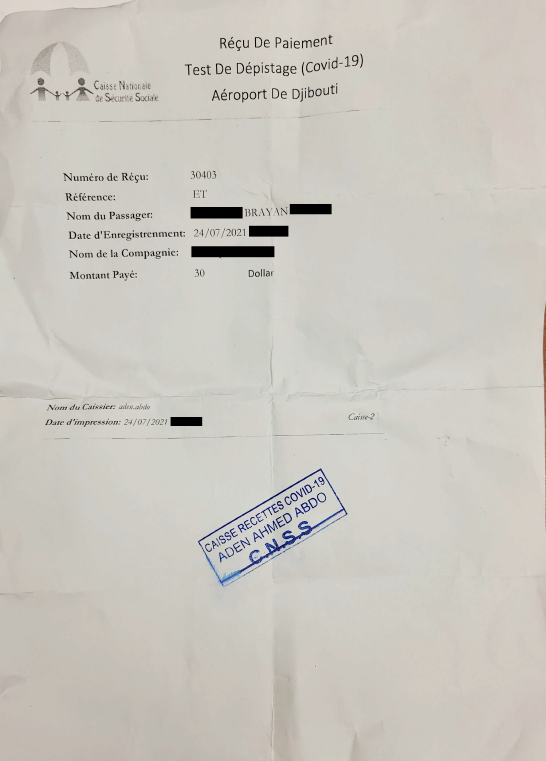 Caisse Nationale
de Sécurité Sociale
Réçu De Paiement
Test De Dépistage (Covid-19)
Aéroport De Djibouti
Numéro de Réçu: 30403
Référence: ET
Nom du Passager: BRAYAN
Date d'Enregistrenment: 24/07/2021
Nom de la Compagnie:
Montant Payé: 30 Dollar
Nom du Caissier: aden.abdo
Date d'impression: 24/07/2021
Caisse-2
CAISSE RECETTES COVID-19
ADEN AHMED ABDO
C.N.S.S